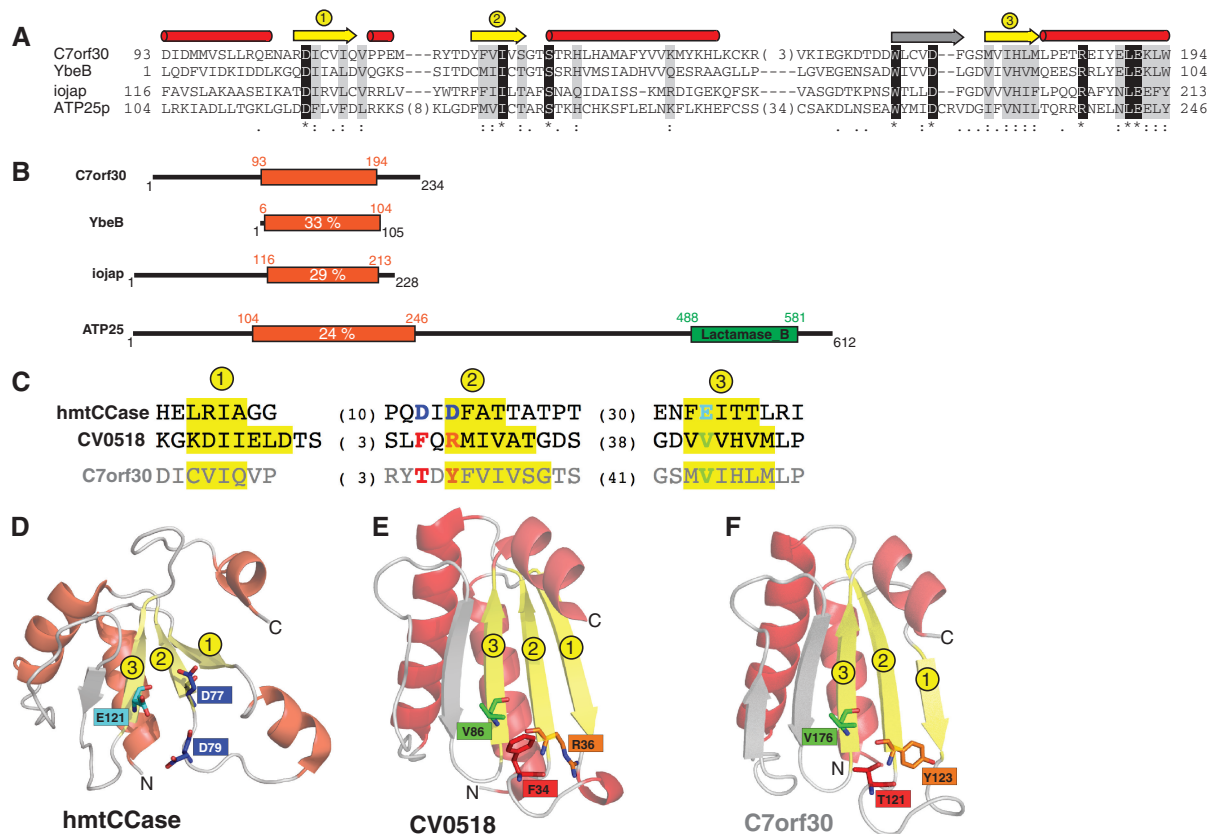 ① ② ③
A
C7orf30 93 DIDMMVSLLRQENARDICVIQVPPEM---RYTDYFVIVSGTSTRHLHAMAFYVVKMYKHLKCKR( 3)VKIEGKDTDDWLCVD--FGSMVIHLMLPETREIYELEKLW 194
YbeB 1 LQDFVIDKIDDLKGQDIIALDVQGKS-----SITDCMIICTGTSSRHVMSIADHVVQESRAAGLLP----LGVEGENSADWIVVD--LGDVIVHVMQEESRRLYELEKLW 104
iojap 116 FAVSLAKAASEIKATDIRVLCVRRLV-----YWTRFFIILTAFSNAQIDAISSKMRDIGEKQFSK-----VASGDTKPNSWTLLD--FGDVVIHIFLPQQRAFYNLEEFY 213
ATP25p 104 LRKIADLLTGKLGLDDFLVFLRKKS(8)KLGDFMVICTARSTKHCHKSFLELNKFLKHEFCSS(34)CSAKDLNSEAWYMIDCRVDGIFVNILTQRRRNELNLEELY 246
B
C7orf30 1 93 194 234
YbeB 1 6 33 % 104 105
iojap 1 116 29 % 213 228
ATP25 1 104 24 % 246 488 Lactamase_B 581 612
C
① ② ③
hmtCCase HELRIAGG (10) PQDIDFATTATPT (30) ENFEITTLRI
CV0518 KGKDIIELDTS ( 3) SLFQRMIVATGDS (38) GDVVVHVMLP
C7orf30 DICVIQVP ( 3) RYTDYFVIVSGTS (41) GSMVIHLMLP
D
C
① ② ③
D77
E121
D79
N
hmtCCase
E
C
③ ② ①
V86
R36
F34
N
CV0518
F
C
③ ② ①
V176
Y123
T121
N
C7orf30